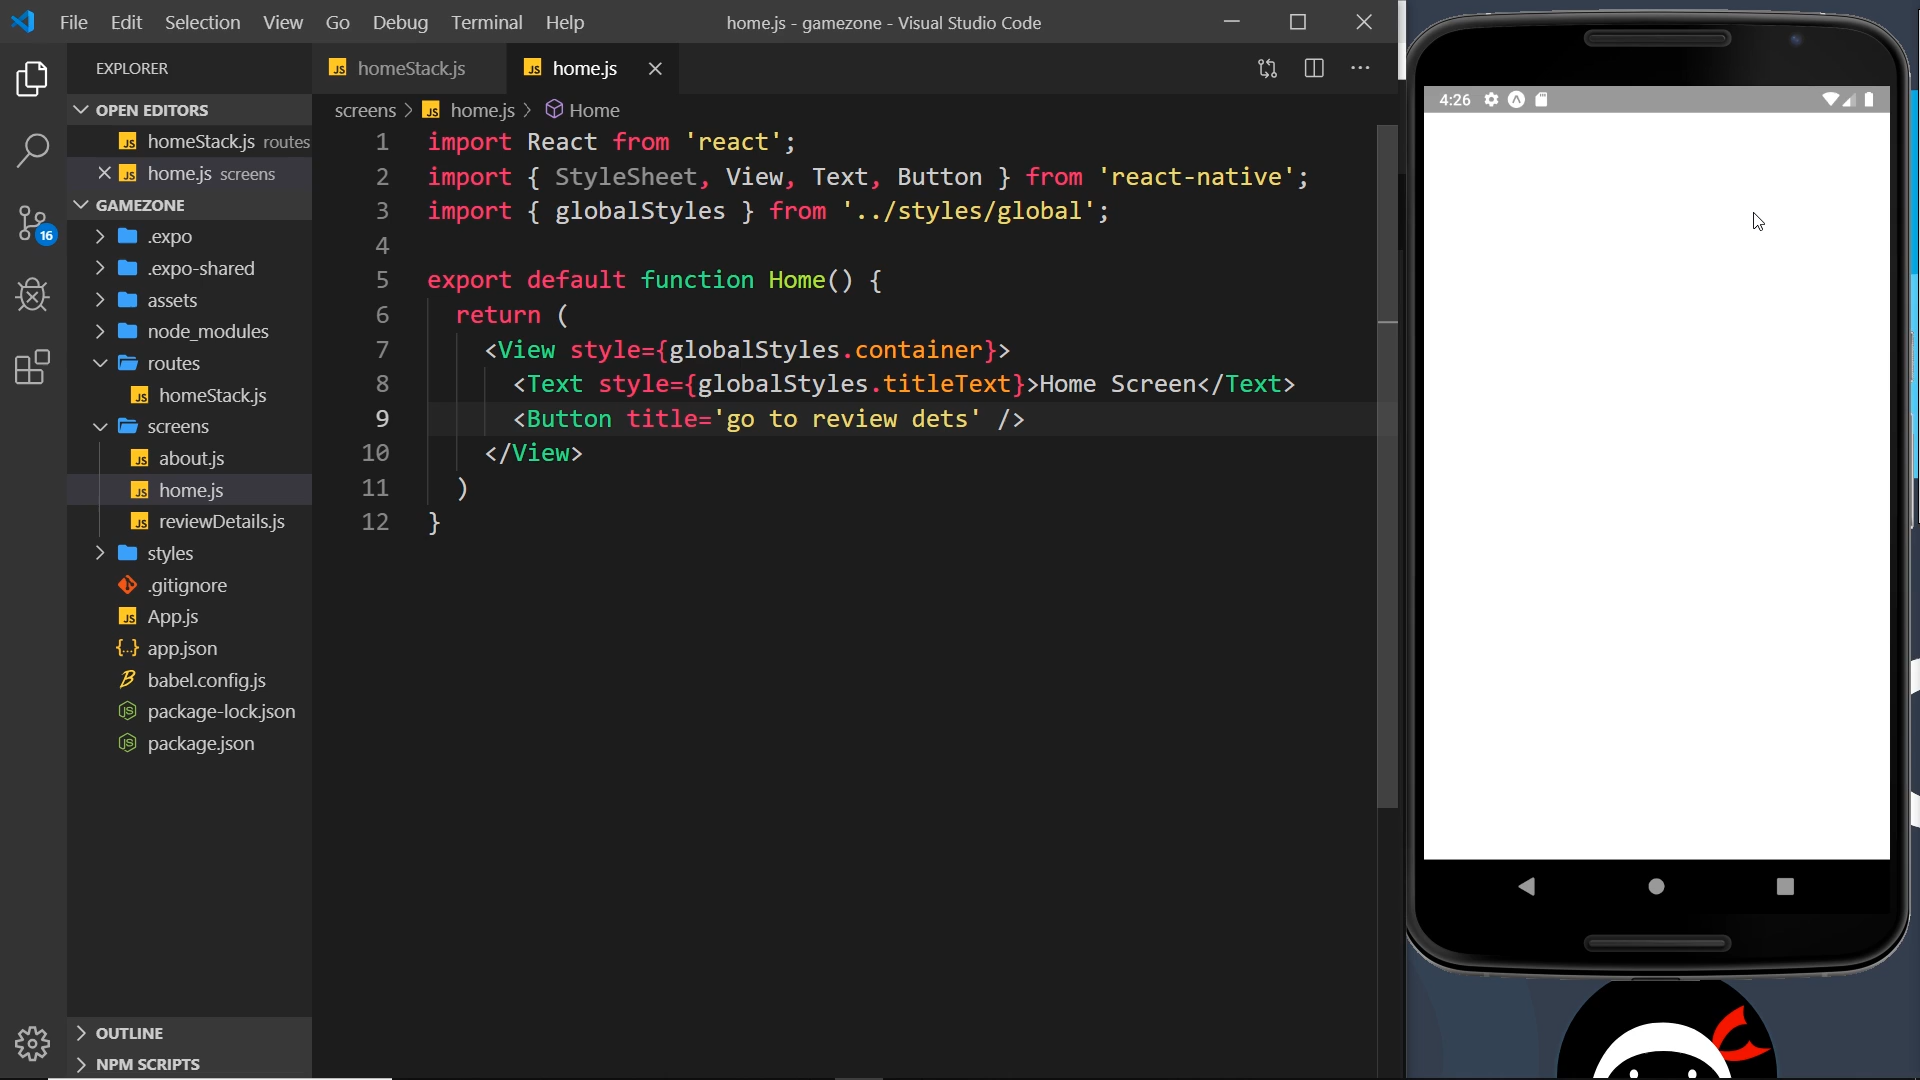 File Edit Selection View Go Debug Terminal Help
home.js - gamezone - Visual Studio Code
EXPLORER
OPEN EDITORS
homeStack.js routes
home.js screens
GAMEZONE
.expo
.expo-shared
assets
node_modules
routes
homeStack.js
screens
about.js
home.js
reviewDetails.js
styles
.gitignore
App.js
app.json
babel.config.js
package-lock.json
package.json
OUTLINE
NPM SCRIPTS
16
homeStack.js
home.js
screens > home.js > Home
1 import React from 'react';
2 import { StyleSheet, View, Text, Button } from 'react-native';
3 import { globalStyles } from '../styles/global';
4
5 export default function Home() {
6 return (
7 <View style={globalStyles.container}>
8 <Text style={globalStyles.titleText}>Home Screen</Text>
9 <Button title='go to review dets' />
10 </View>
11 )
12 }
4:26